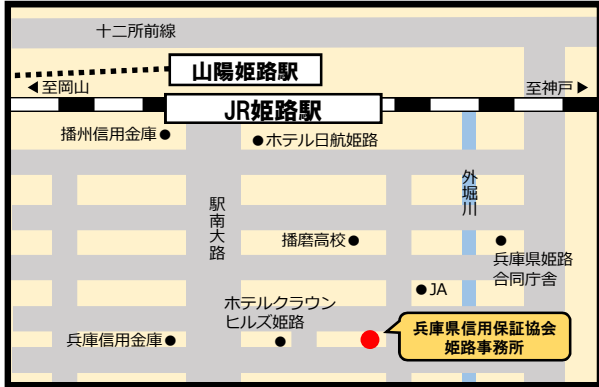 十二所前線
山陽姫路駅
至岡山
至神戸
JR姫路駅
播州信用金庫
ホテル日航姫路
外堀川
駅南大路
播磨高校
兵庫県姫路
合同庁舎
JA
ホテルクラウン
ヒルズ姫路
兵庫信用金庫
兵庫県信用保証協会
姫路事務所